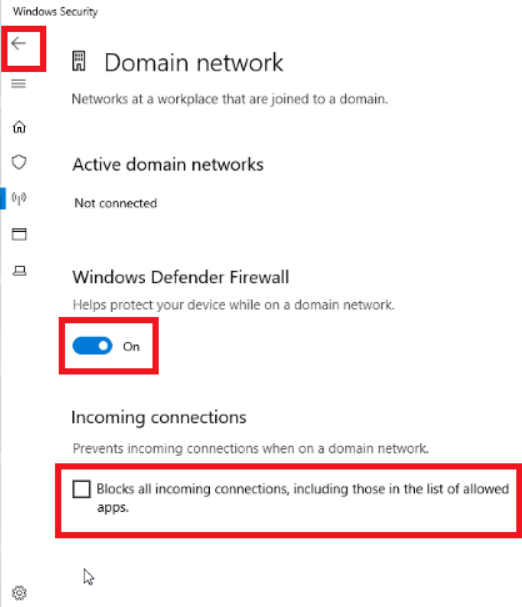 Windows Security
Domain network
Networks at a workplace that are joined to a domain.
Active domain networks
Not connected
Windows Defender Firewall
Helps protect your device while on a domain network.
On
Incoming connections
Prevents incoming connections when on a domain network.
Blocks all incoming connections, including those in the list of allowed
apps.